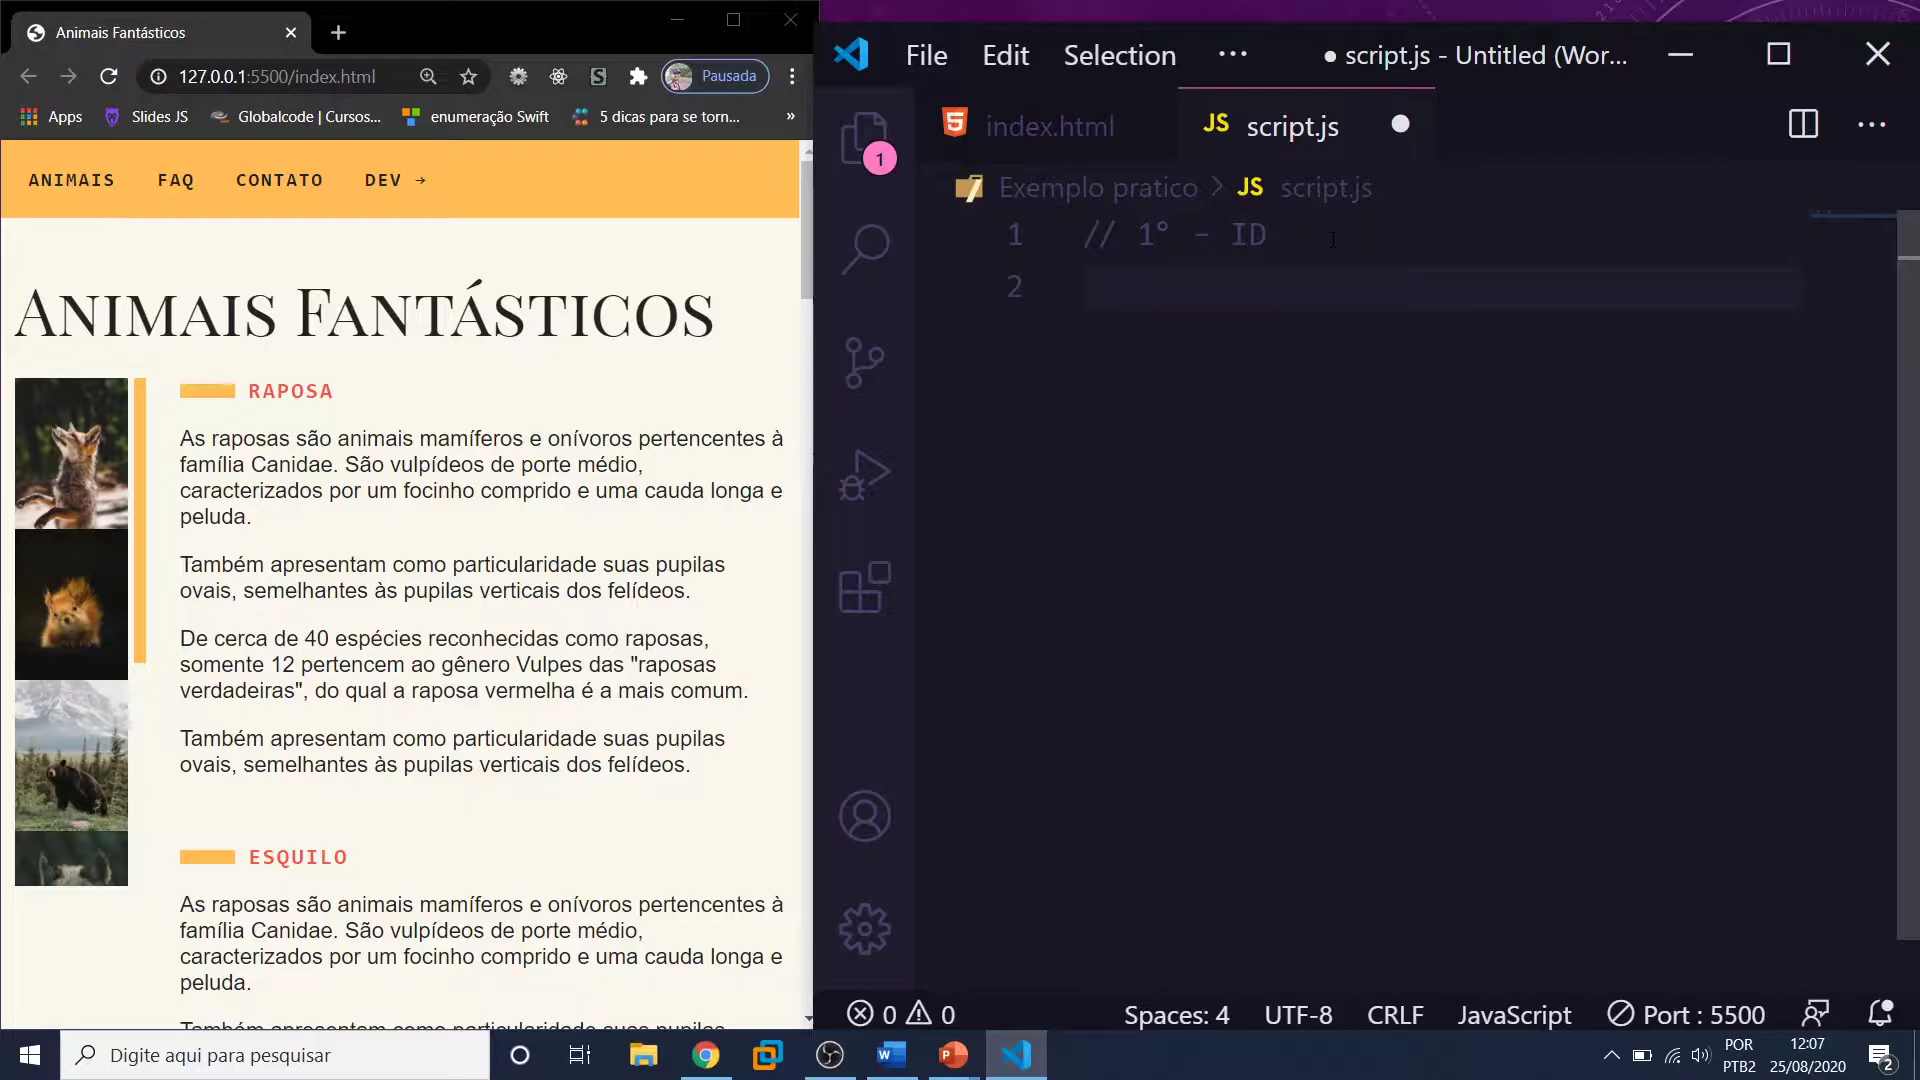 Animais Fantásticos
127.0.0.1:5500/index.html
Pausada
Apps
Slides JS
Globalcode | Cursos...
enumeração Swift
5 dicas para se torn...
»
ANIMAIS
FAQ
CONTATO
DEV →
ANIMAIS FANTÁSTICOS
RAPOSA
As raposas são animais mamíferos e onívoros pertencentes à
família Canidae. São vulpídeos de porte médio,
caracterizados por um focinho comprido e uma cauda longa e
peluda.
Também apresentam como particularidade suas pupilas
ovais, semelhantes às pupilas verticais dos felídeos.
De cerca de 40 espécies reconhecidas como raposas,
somente 12 pertencem ao gênero Vulpes das "raposas
verdadeiras", do qual a raposa vermelha é a mais comum.
Também apresentam como particularidade suas pupilas
ovais, semelhantes às pupilas verticais dos felídeos.
ESQUILO
As raposas são animais mamíferos e onívoros pertencentes à
família Canidae. São vulpídeos de porte médio,
caracterizados por um focinho comprido e uma cauda longa e
peluda.
Também apresentam como particularidade suas pupilas
File Edit Selection ··· ● script.js - Untitled (Wor...
index.html
JS script.js
1
Exemplo pratico > JS script.js
1 // 1° - ID
2
0 0
Spaces: 4
UTF-8
CRLF
JavaScript
Port : 5500
Digite aqui para pesquisar
POR
PTB2
12:07
25/08/2020
2